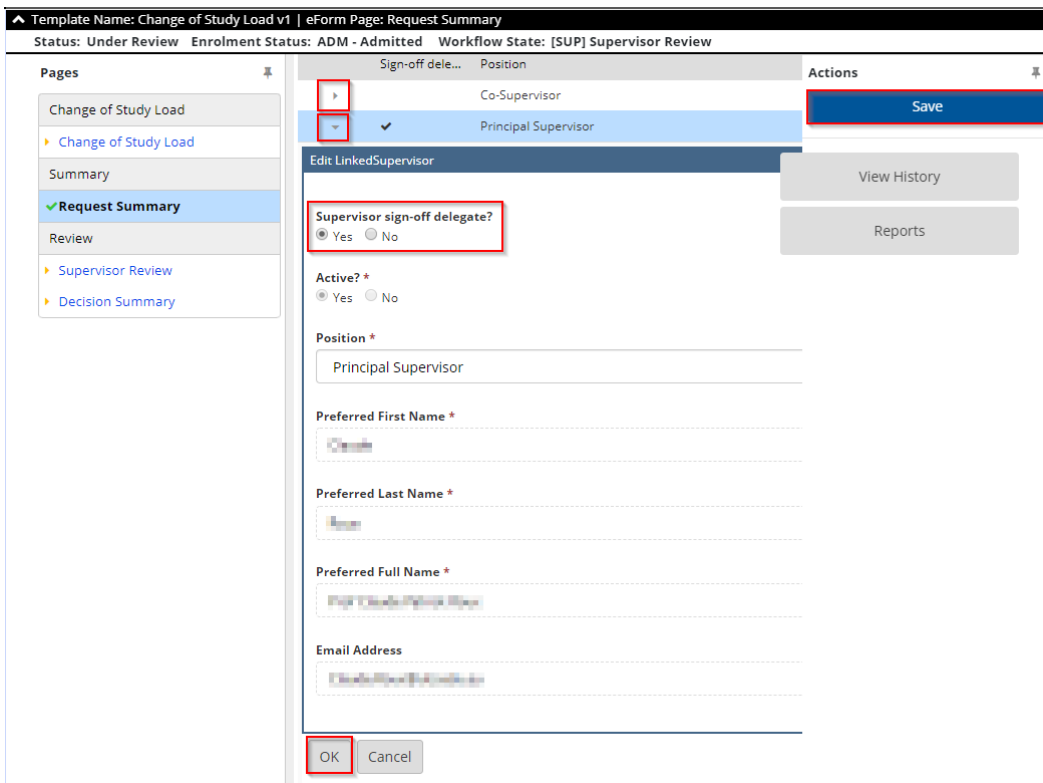 Template Name: Change of Study Load v1 | eForm Page: Request Summary
Status: Under Review Enrolment Status: ADM - Admitted Workflow State: [SUP] Supervisor Review
Pages
Change of Study Load
Change of Study Load
Summary
Request Summary
Review
Supervisor Review
Decision Summary
Sign-off dele... Position
Co-Supervisor
Principal Supervisor
Edit LinkedSupervisor
Supervisor sign-off delegate?
Yes No
Active? *
Yes No
Position *
Principal Supervisor
Preferred First Name *
Preferred Last Name *
Preferred Full Name *
Email Address
OK Cancel
Actions
Save
View History
Reports